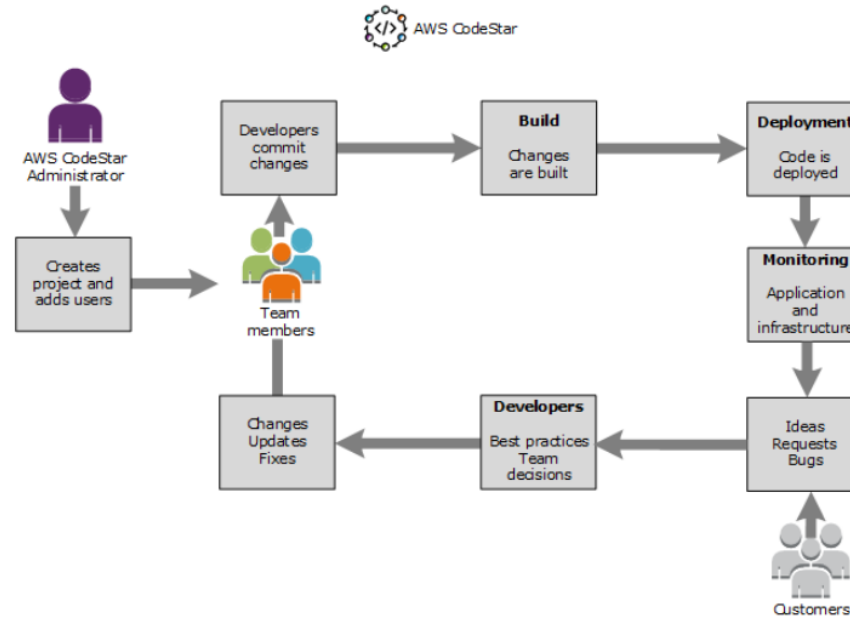 AWS CodeStar
AWS CodeStar
Administrator
Creates
project and
adds users
Team
members
Developers
commit
changes
Build
Changes
are built
Deployment
Code is
deployed
Monitoring
Application
and
infrastructure
Ideas
Requests
Bugs
Customers
Developers
Best practices
Team
decisions
Changes
Updates
Fixes